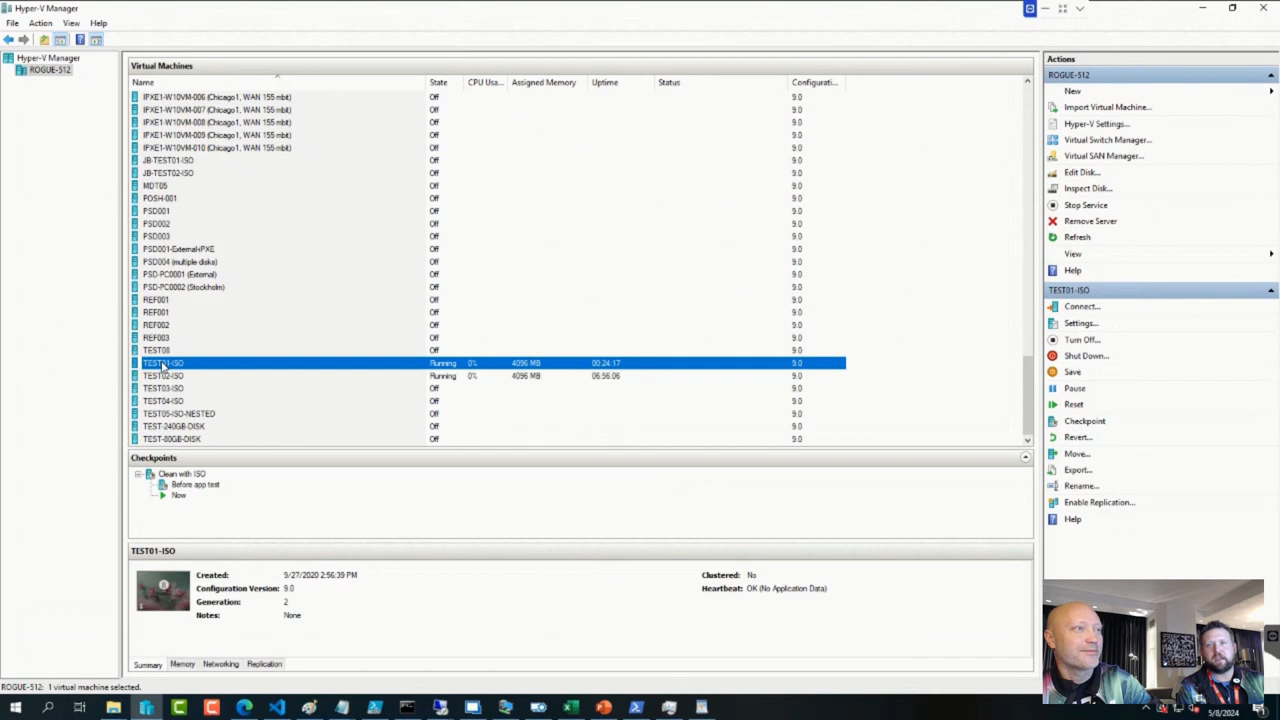 Hyper-V Manager
File Action View Help
Hyper-V Manager
ROGUE-512
Virtual Machines
Name State CPU Usa... Assigned Memory Uptime Status Configurati...
IPXE1-W10VM-006 (Chicago1, WAN 155 mbit) Off 9.0
IPXE1-W10VM-007 (Chicago1, WAN 155 mbit) Off 9.0
IPXE1-W10VM-008 (Chicago1, WAN 155 mbit) Off 9.0
IPXE1-W10VM-009 (Chicago1, WAN 155 mbit) Off 9.0
IPXE1-W10VM-010 (Chicago1, WAN 155 mbit) Off 9.0
JB-TEST01-ISO Off 9.0
JB-TEST02-ISO Off 9.0
MDT05 Off 9.0
POSH-001 Off 9.0
PSD001 Off 9.0
PSD002 Off 9.0
PSD003 Off 9.0
PSD001-External-iPXE Off 9.0
PSD004 (multiple disks) Off 9.0
PSD-PC0001 (External) Off 9.0
PSD-PC0002 (Stockholm) Off 9.0
REF001 Off 9.0
REF001 Off 9.0
REF002 Off 9.0
REF003 Off 9.0
TEST08 Off 9.0
TEST01-ISO Running 0% 4096 MB 00:24:17 9.0
TEST02-ISO Running 0% 4096 MB 06:56:06 9.0
TEST03-ISO Off 9.0
TEST04-ISO Off 9.0
TEST05-ISO-NESTED Off 9.0
TEST-240GB-DISK Off 9.0
TEST-80GB-DISK Off 9.0
Checkpoints
Clean with ISO
Before app test
Now
TEST01-ISO
Created: 9/27/2020 2:56:39 PM Clustered: No
Configuration Version: 9.0 Heartbeat: OK (No Application Data)
Generation: 2
Notes: None
Summary Memory Networking Replication
Actions
ROGUE-512
New
Import Virtual Machine...
Hyper-V Settings...
Virtual Switch Manager...
Virtual SAN Manager...
Edit Disk...
Inspect Disk...
Stop Service
Remove Server
Refresh
View
Help
TEST01-ISO
Connect...
Settings...
Turn Off...
Shut Down...
Save
Pause
Reset
Checkpoint
Revert...
Move...
Export...
Rename...
Enable Replication...
Help
ROGUE-512: 1 virtual machine selected.
5/8/2024